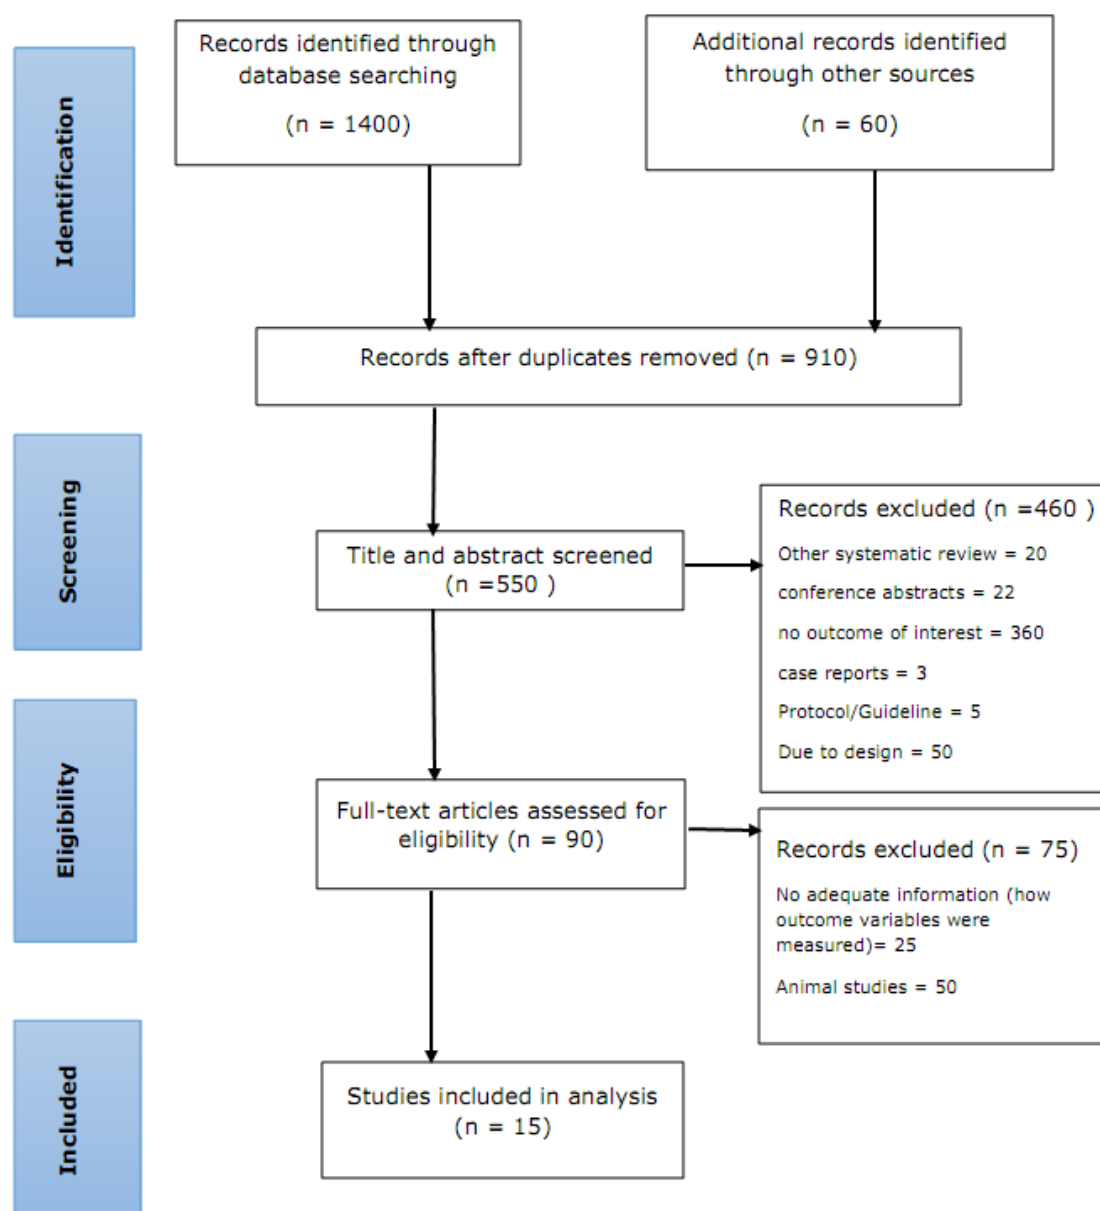 Identification
Records identified through
database searching
(n = 1400)
Additional records identified
through other sources
(n = 60)
Records after duplicates removed (n = 910)
Screening
Title and abstract screened
(n =550 )
Records excluded (n =460 )
Other systematic review = 20
conference abstracts = 22
no outcome of interest = 360
case reports = 3
Protocol/Guideline = 5
Due to design = 50
Eligibility
Full-text articles assessed for
eligibility (n = 90)
Records excluded (n = 75)
No adequate information (how
outcome variables were
measured)= 25
Animal studies = 50
Included
Studies included in analysis
(n = 15)